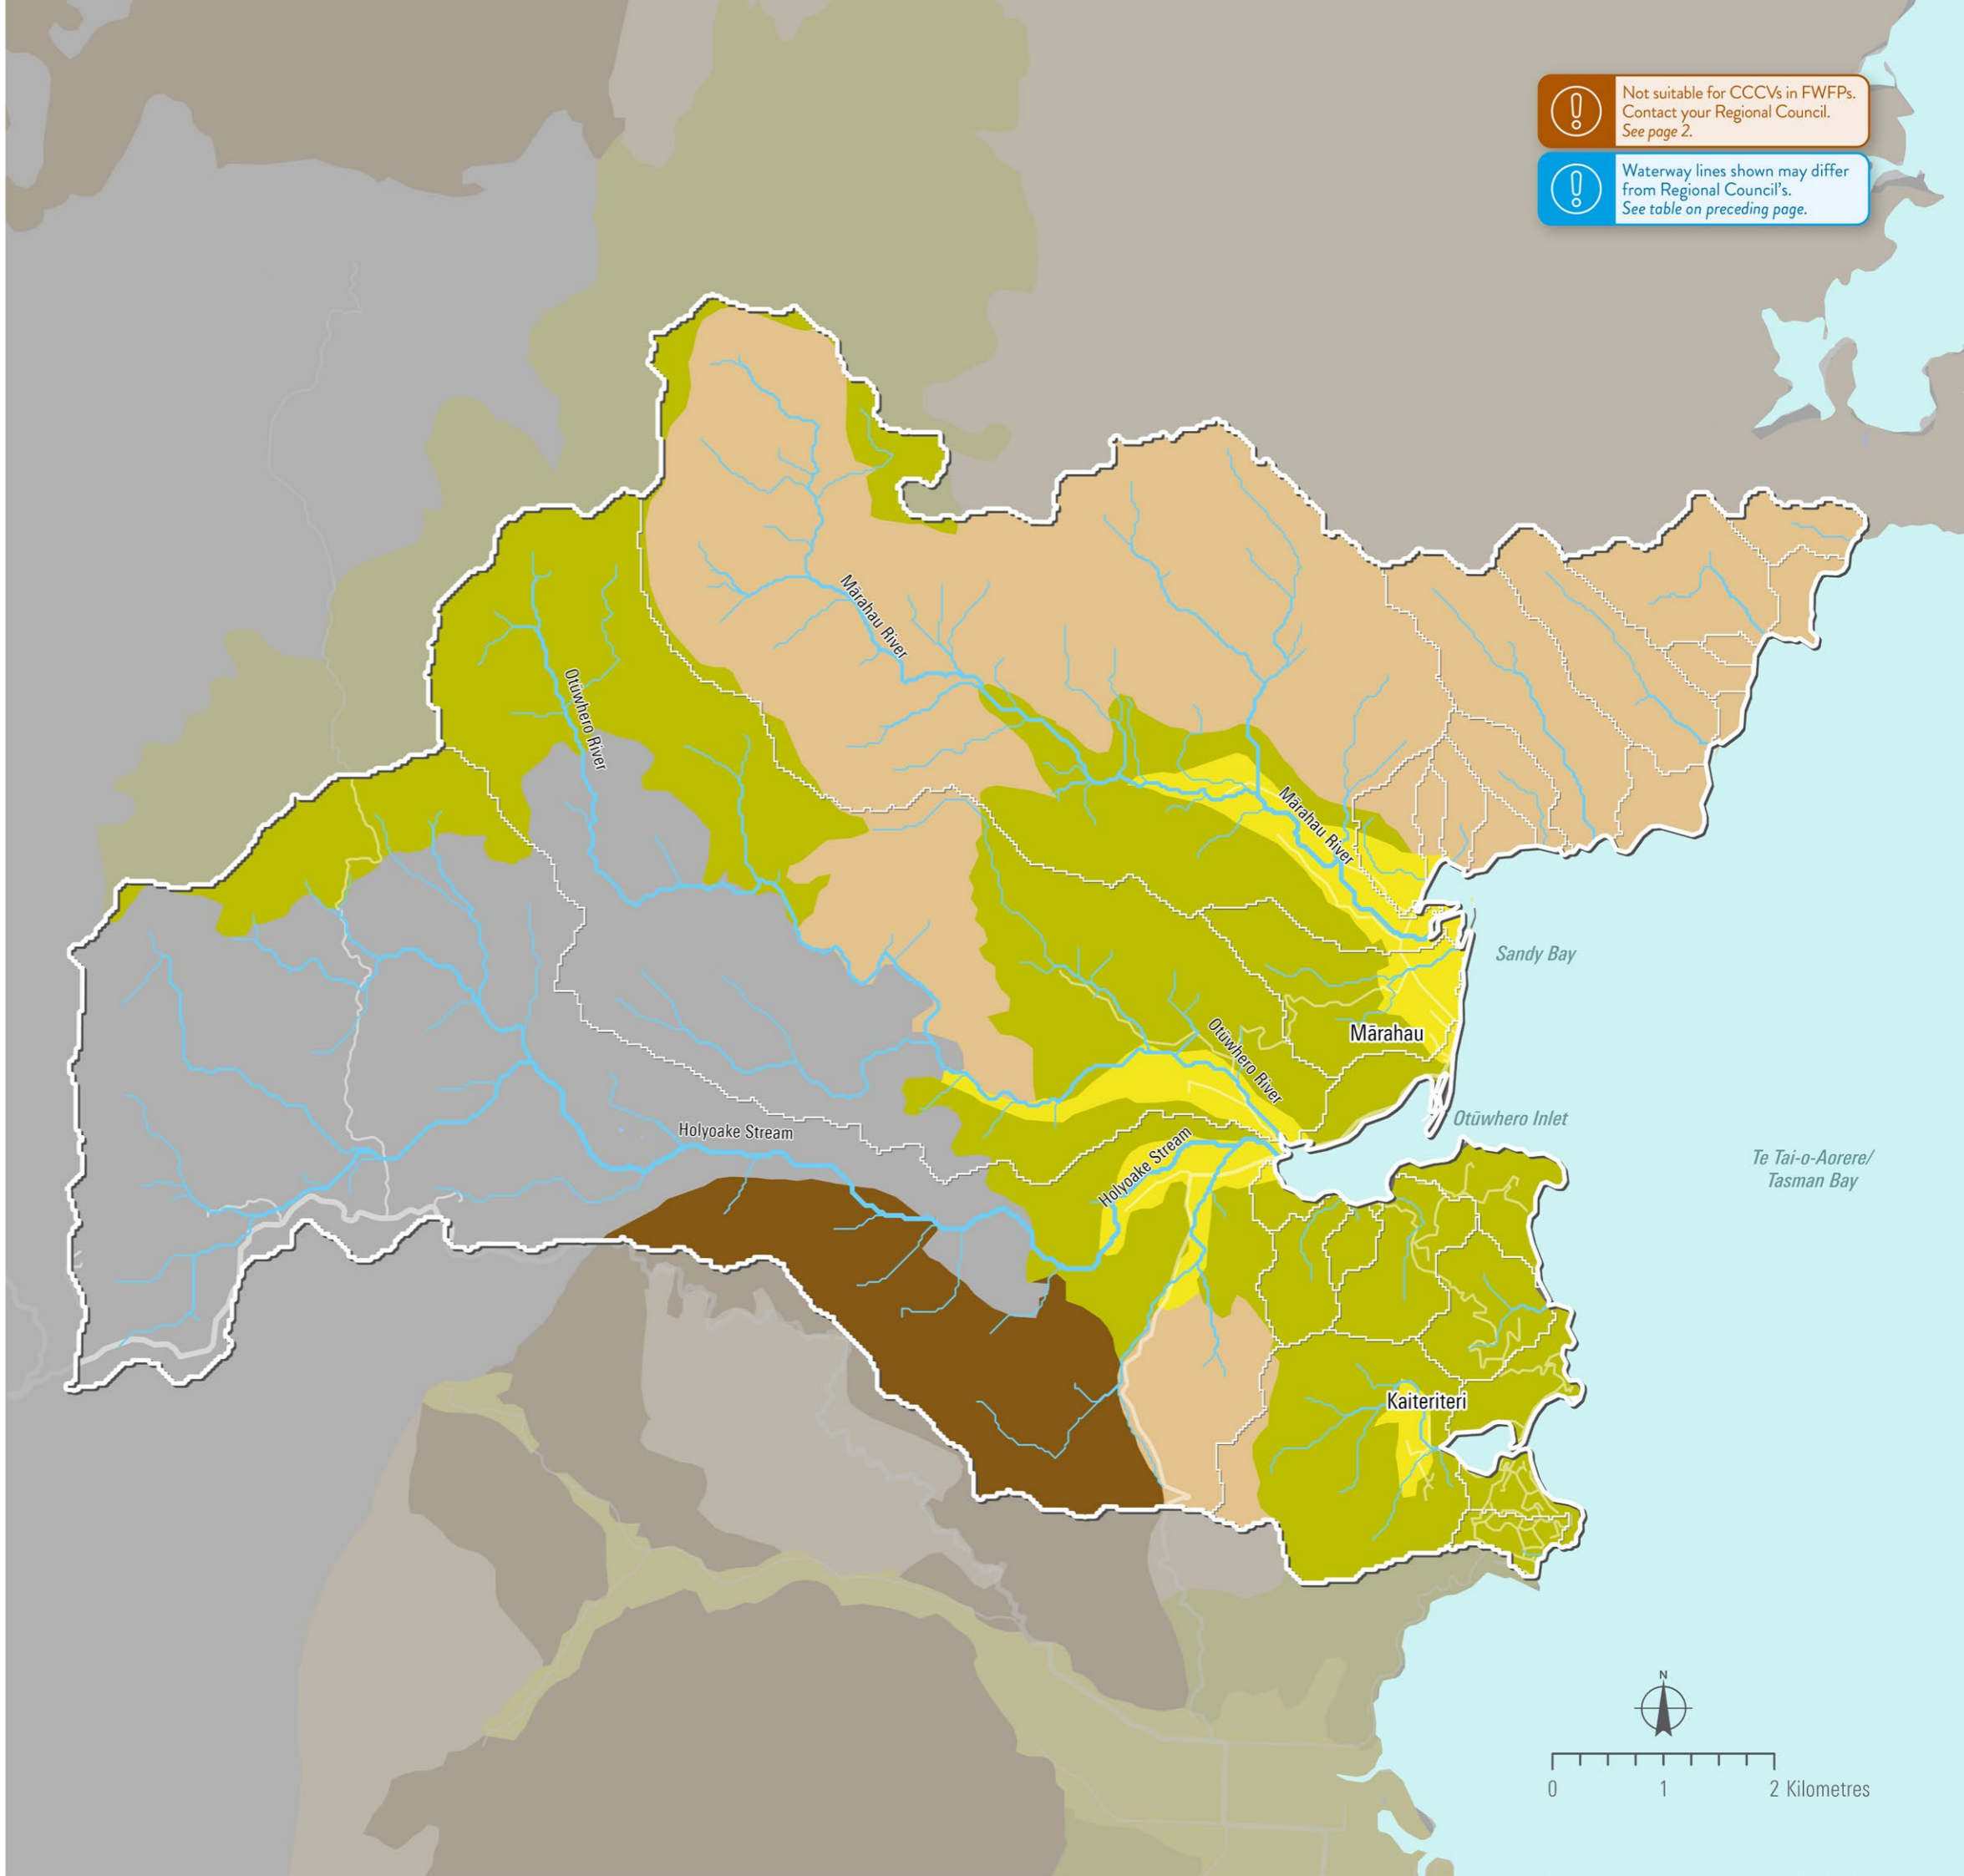 Not suitable for CCCVs in FWFPs.
Contact your Regional Council.
See page 2.
Waterway lines shown may differ
from Regional Council's.
See table on preceding page.
Mārahau River
Otūwhero River
Mārahau River
Sandy Bay
Mārahau
Otūwhero River
Otūwhero Inlet
Holyoake Stream
Holyoake Stream
Te Tai-o-Aorere/
Tasman Bay
Kaiteriteri
N
0 1 2 Kilometres